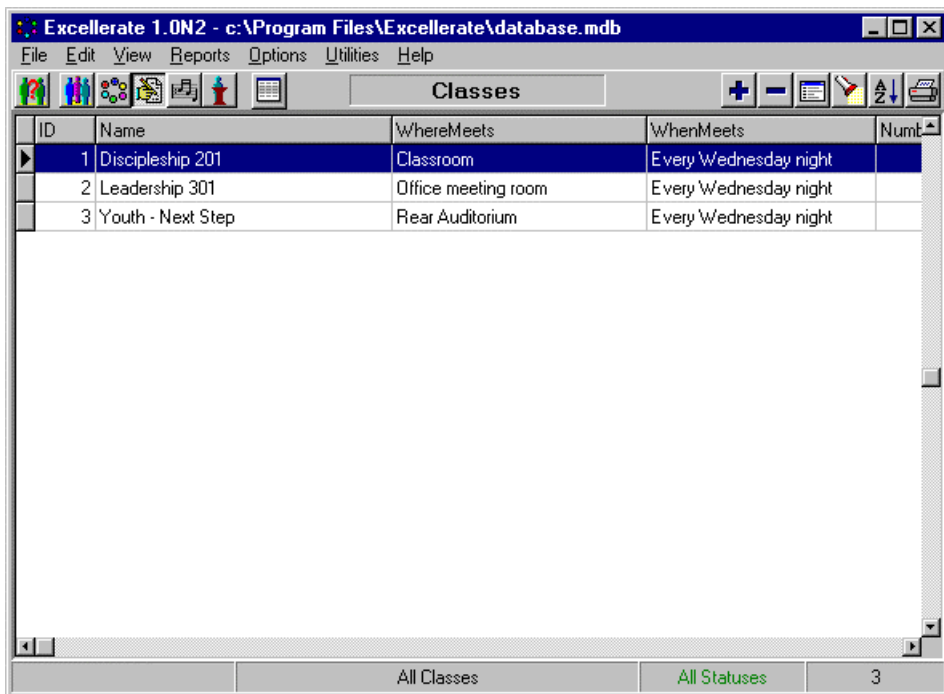 Excellerate 1.0N2 - c:\Program Files\Excellerate\database.mdb
File Edit View Reports Options Utilities Help
Classes
ID Name WhereMeets WhenMeets Numb
1 Discipleship 201 Classroom Every Wednesday night
2 Leadership 301 Office meeting room Every Wednesday night
3 Youth - Next Step Rear Auditorium Every Wednesday night
All Classes All Statuses 3